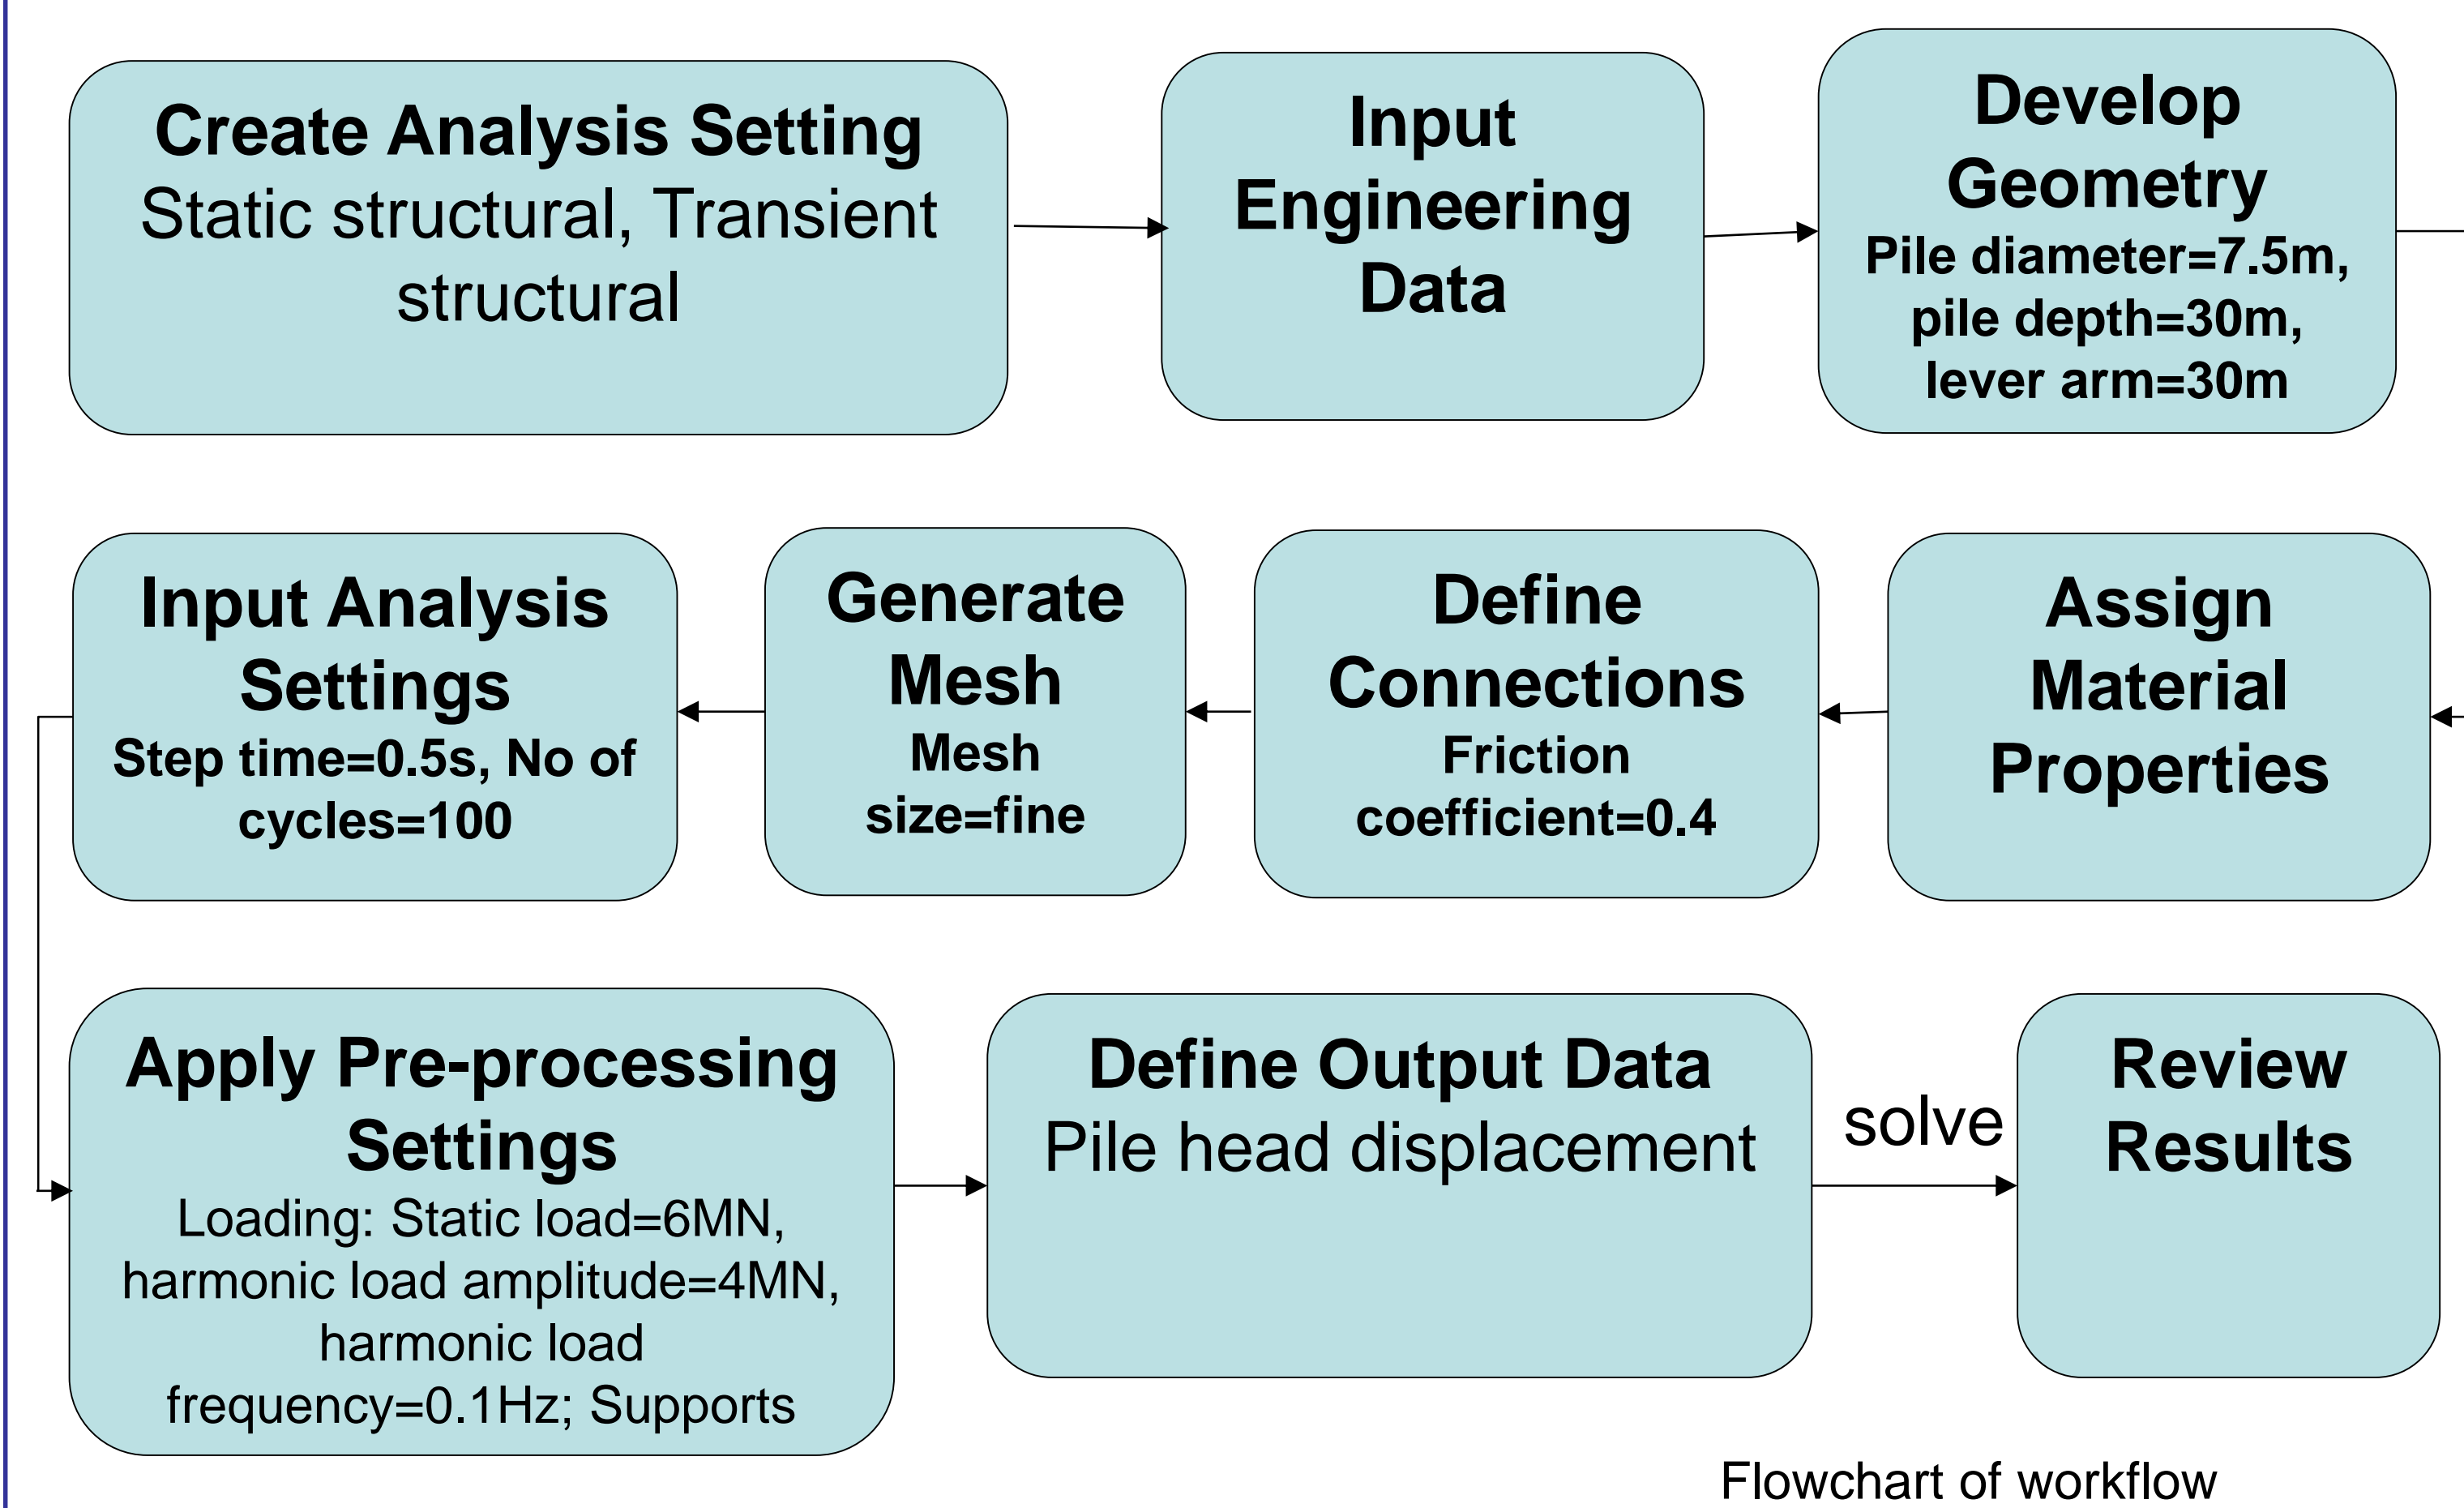 Create Analysis Setting
Static structural, Transient
structural
Input
Engineering
Data
Develop
Geometry
Pile diameter=7.5m,
pile depth=30m,
lever arm=30m
Input Analysis
Settings
Step time=0.5s, No of
cycles=100
Generate
Mesh
Mesh
size=fine
Define
Connections
Friction
coefficient=0.4
Assign
Material
Properties
Apply Pre-processing
Settings
Loading: Static load=6MN,
harmonic load amplitude=4MN,
harmonic load
frequency=0.1Hz; Supports
Define Output Data
Pile head displacement
solve
Review
Results
Flowchart of workflow